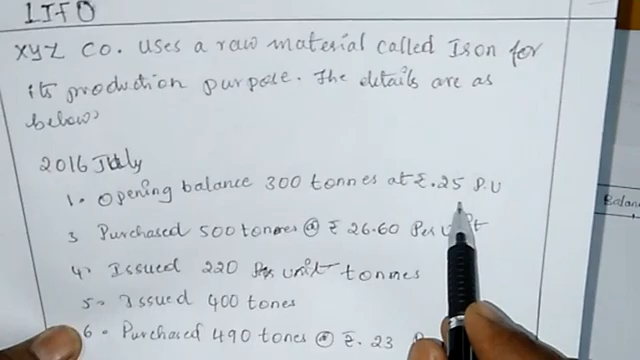 LIFO
XYZ CO. uses a raw material called Iron for
its production purpose. The details are as
below:
2016 July
1. Opening balance 300 tonnes at ₹.25 P.U
3 Purchased 500 tonnes @ ₹ 26.60 Per
4. Issued 220 unit tonnes
5. Issued 400 tones
6. Purchased 490 tones @ ₹. 23
Balan